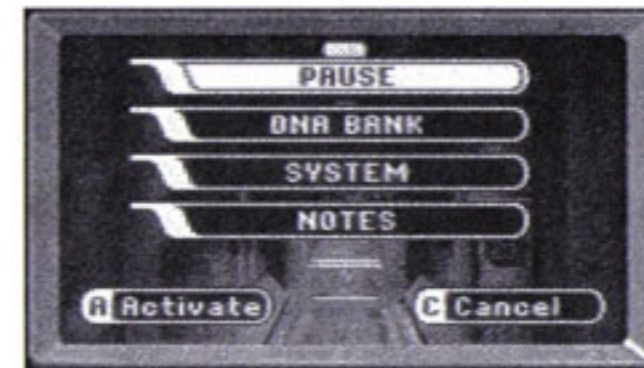 PAUSE
DNA BANK
SYSTEM
NOTES
A Activate
C Cancel